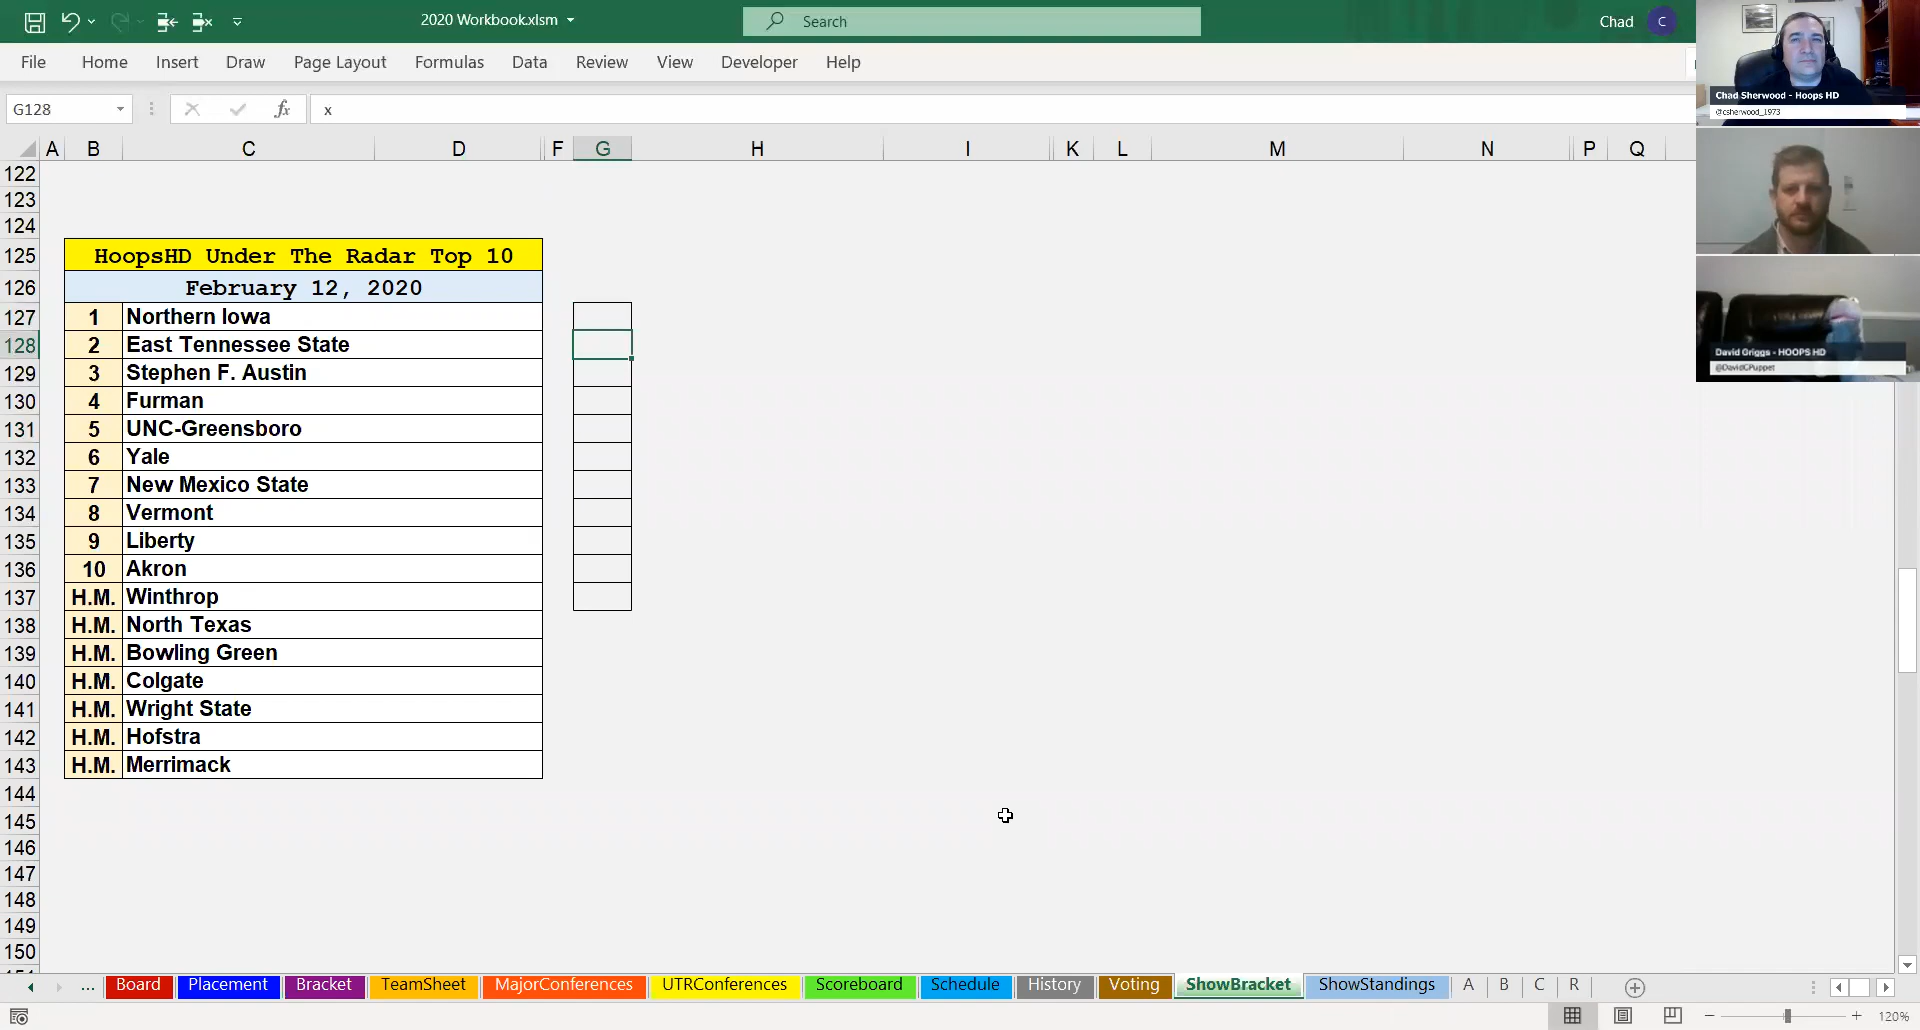 2020 Workbook.xlsm
Search
Chad
C
File Home Insert Draw Page Layout Formulas Data Review View Developer Help
G128
fx
x
A B C D F G H I K L M N P Q
122
123
124
125 HoopsHD Under The Radar Top 10
126 February 12, 2020
127 1 Northern Iowa
128 2 East Tennessee State
129 3 Stephen F. Austin
130 4 Furman
131 5 UNC-Greensboro
132 6 Yale
133 7 New Mexico State
134 8 Vermont
135 9 Liberty
136 10 Akron
137 H.M. Winthrop
138 H.M. North Texas
139 H.M. Bowling Green
140 H.M. Colgate
141 H.M. Wright State
142 H.M. Hofstra
143 H.M. Merrimack
144
145
146
147
148
149
150
Chad Sherwood - Hoops HD
@csherwood_1973
David Griggs - HOOPS HD
@DavidCPuppet
... Board Placement Bracket TeamSheet MajorConferences UTRConferences Scoreboard Schedule History Voting ShowBracket ShowStandings A B C R
120%